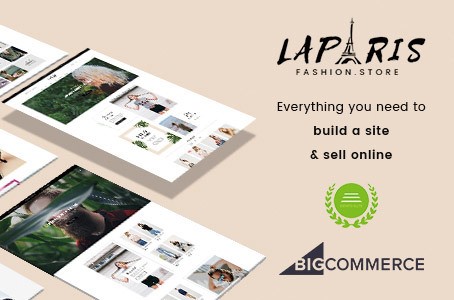 LAPARIS
FASHION.STORE
Everything you need to
build a site
& sell online
BIGCOMMERCE